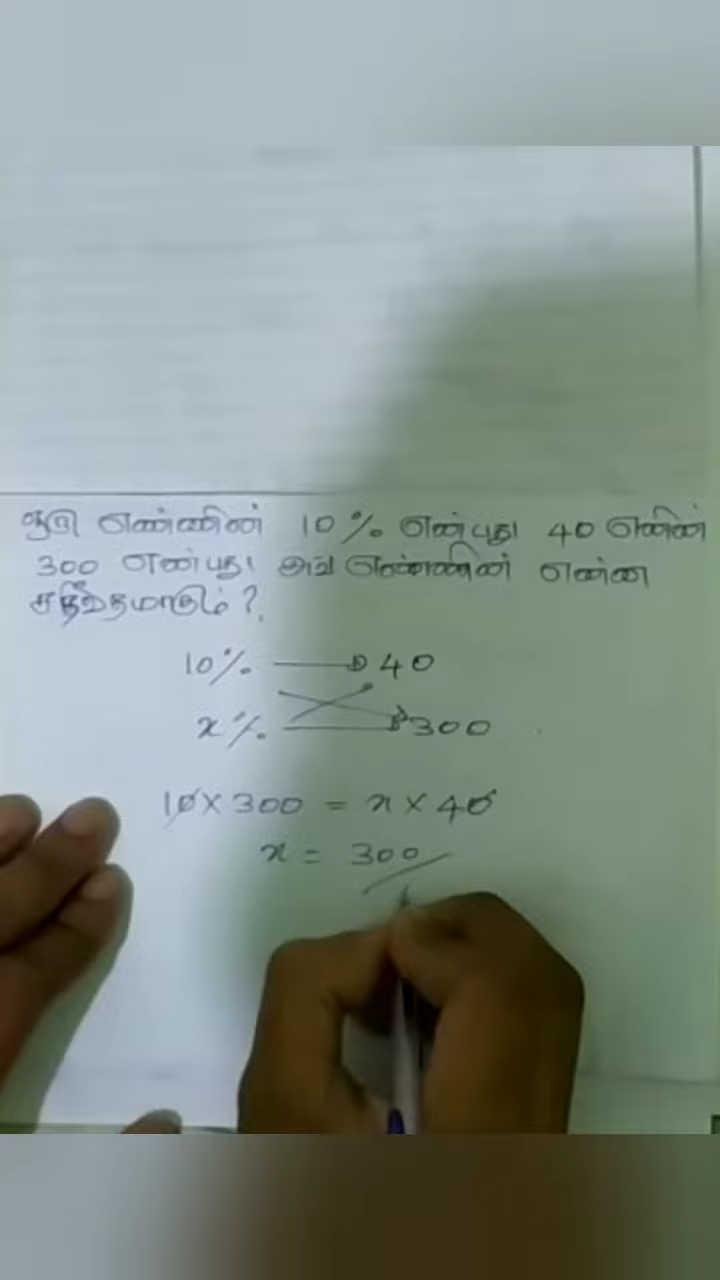 ஒரு எண்ணின் 10% என்பது 40 எனின்
300 என்பது அவ் எண்ணின் என்ன
சதவீதமாகும்?
10% → 40
x% → 300
10 x 300 = x x 40
x = 300/